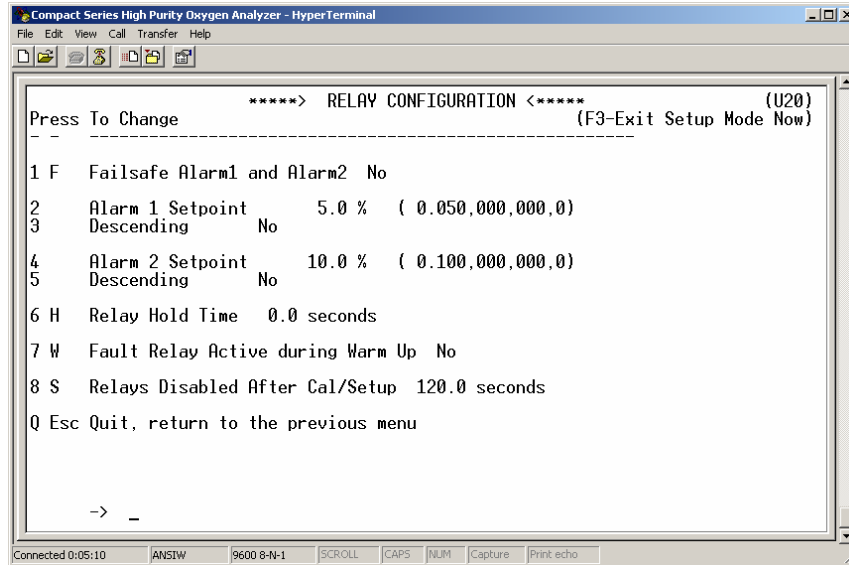 Compact Series High Purity Oxygen Analyzer - HyperTerminal
File Edit View Call Transfer Help
*****> RELAY CONFIGURATION <***** (U20)
Press To Change (F3-Exit Setup Mode Now)
- - -------------------------------------------------------
1 F Failsafe Alarm1 and Alarm2 No
2 Alarm 1 Setpoint 5.0 % ( 0.050,000,000,0)
3 Descending No
4 Alarm 2 Setpoint 10.0 % ( 0.100,000,000,0)
5 Descending No
6 H Relay Hold Time 0.0 seconds
7 W Fault Relay Active during Warm Up No
8 S Relays Disabled After Cal/Setup 120.0 seconds
Q Esc Quit, return to the previous menu
-> _
Connected 0:05:10 ANSIW 9600 8-N-1 SCROLL CAPS NUM Capture Print echo